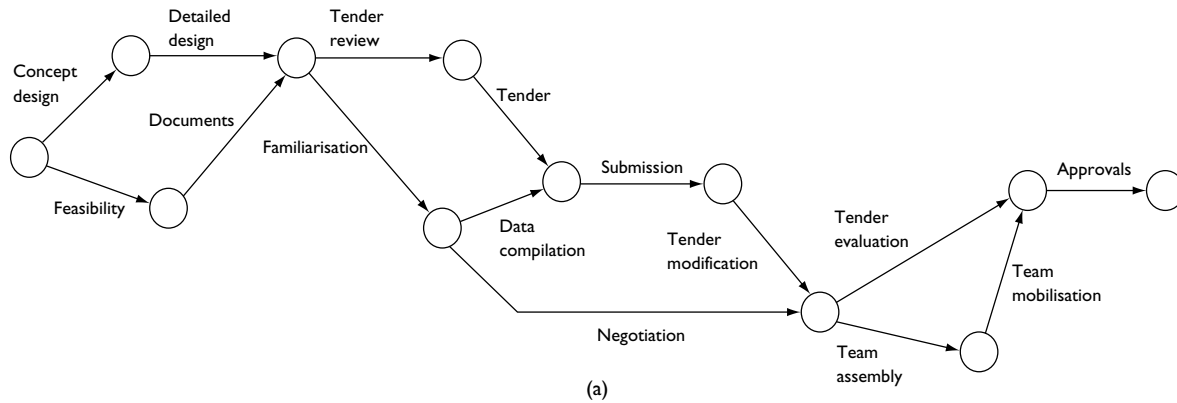 Detailed
design
Tender
review
Concept
design
Documents
Tender
Familiarisation
Submission
Approvals
Feasibility
Data
compilation
Tender
modification
Tender
evaluation
Team
mobilisation
Negotiation
Team
assembly
(a)